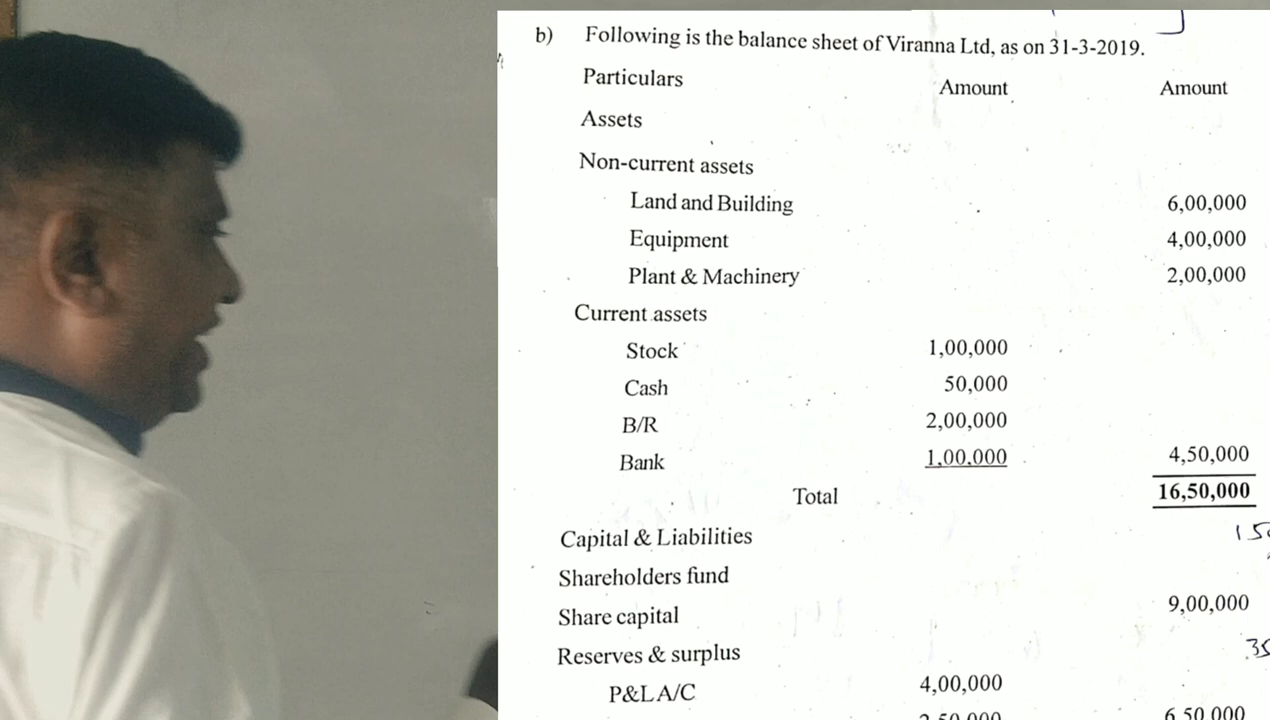 b) Following is the balance sheet of Viranna Ltd, as on 31-3-2019.
Particulars Amount Amount
Assets
Non-current assets
Land and Building 6,00,000
Equipment 4,00,000
Plant & Machinery 2,00,000
Current assets
Stock 1,00,000
Cash 50,000
B/R 2,00,000
Bank 1,00,000 4,50,000
Total 16,50,000
Capital & Liabilities
Shareholders fund
Share capital 9,00,000
Reserves & surplus
P&L A/C 4,00,000
6,50,000